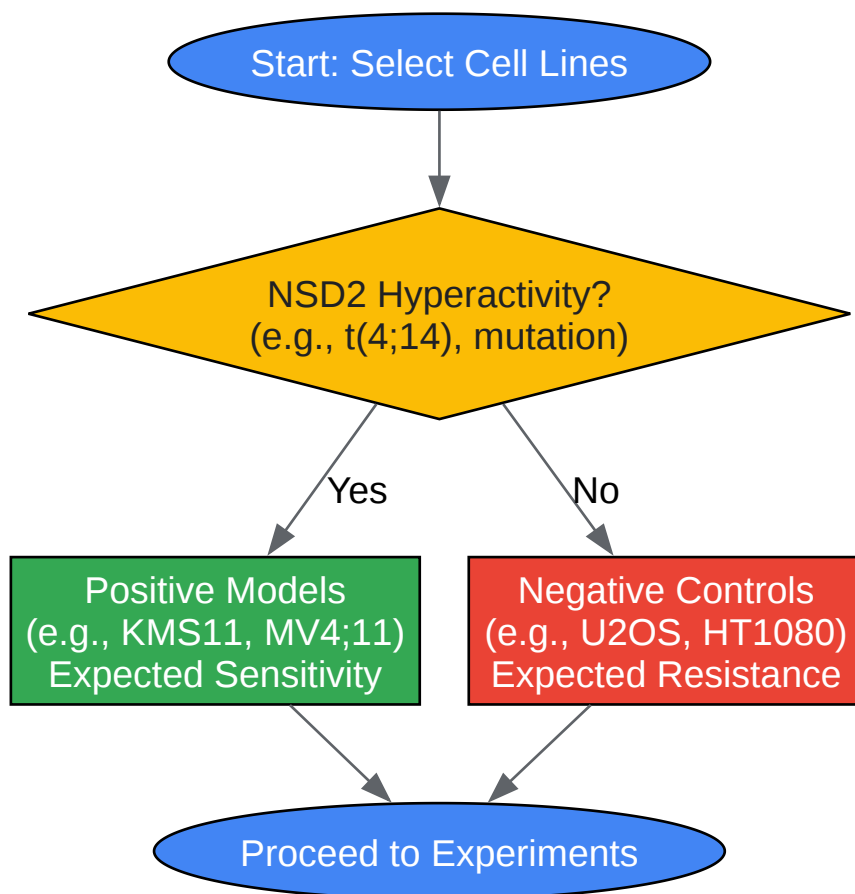 Start: Select Cell Lines
NSD2 Hyperactivity?
(e.g., t(4;14), mutation)
Yes
No
Positive Models
(e.g., KMS11, MV4;11)
Expected Sensitivity
Negative Controls
(e.g., U2OS, HT1080)
Expected Resistance
Proceed to Experiments